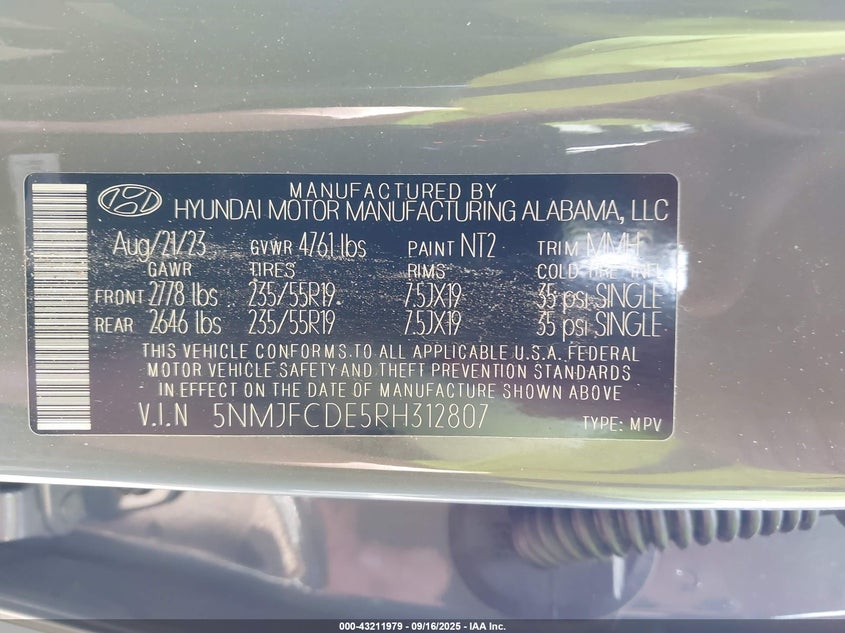 MANUFACTURED BY
HYUNDAI MOTOR MANUFACTURING ALABAMA, LLC
Aug/21/23 GVWR 4761 lbs PAINT NT2 TRIM MMH
GAWR TIRES RIMS COLD TIRE INFL
FRONT 2778 lbs 235/55R19 7.5JX19 35 psi SINGLE
REAR 2646 lbs 235/55R19 7.5JX19 35 psi SINGLE
THIS VEHICLE CONFORMS TO ALL APPLICABLE U.S.A. FEDERAL
MOTOR VEHICLE SAFETY AND THEFT PREVENTION STANDARDS
IN EFFECT ON THE DATE OF MANUFACTURE SHOWN ABOVE
V.I.N 5NMJFCDE5RH312807 TYPE: MPV
000-43211979 - 09/16/2025 - IAA Inc.